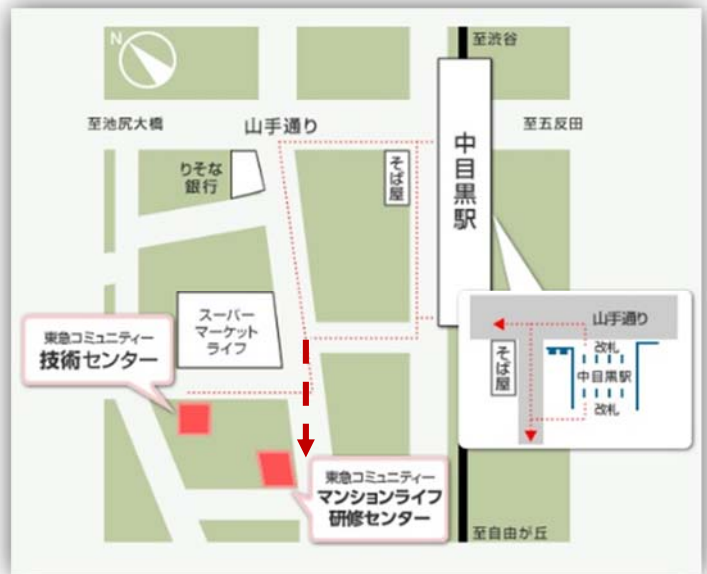 N
至渋谷
至池尻大橋
山手通り
至五反田
りそな
銀行
そば屋
中目黒駅
スーパー
マーケット
ライフ
東急コミュニティー
技術センター
山手通り
そば屋
改札
中目黒駅
改札
東急コミュニティー
マンションライフ
研修センター
至自由が丘